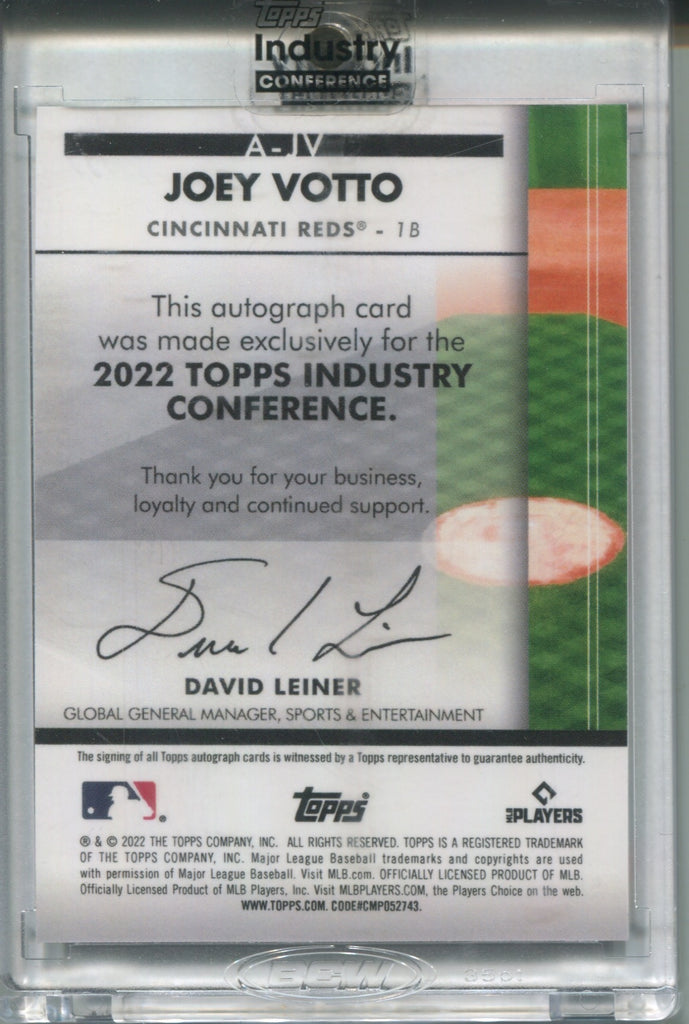 Topps
Industry
CONFERENCE
A-JV
JOEY VOTTO
CINCINNATI REDS® - 1B
This autograph card
was made exclusively for the
2022 TOPPS INDUSTRY
CONFERENCE.
Thank you for your business,
loyalty and continued support.
DAVID LEINER
GLOBAL GENERAL MANAGER, SPORTS & ENTERTAINMENT
The signing of all Topps autograph cards is witnessed by a Topps representative to guarantee authenticity.
®
Topps®
MLB PLAYERS
® & © 2022 THE TOPPS COMPANY, INC. ALL RIGHTS RESERVED. TOPPS IS A REGISTERED TRADEMARK
OF THE TOPPS COMPANY, INC. Major League Baseball trademarks and copyrights are used
with permission of Major League Baseball. Visit MLB.com. OFFICIALLY LICENSED PRODUCT OF MLB.
Officially Licensed Product of MLB Players, Inc. Visit MLBPLAYERS.COM, the Players Choice on the web.
WWW.TOPPS.COM. CODE#CMP052743.
BCW